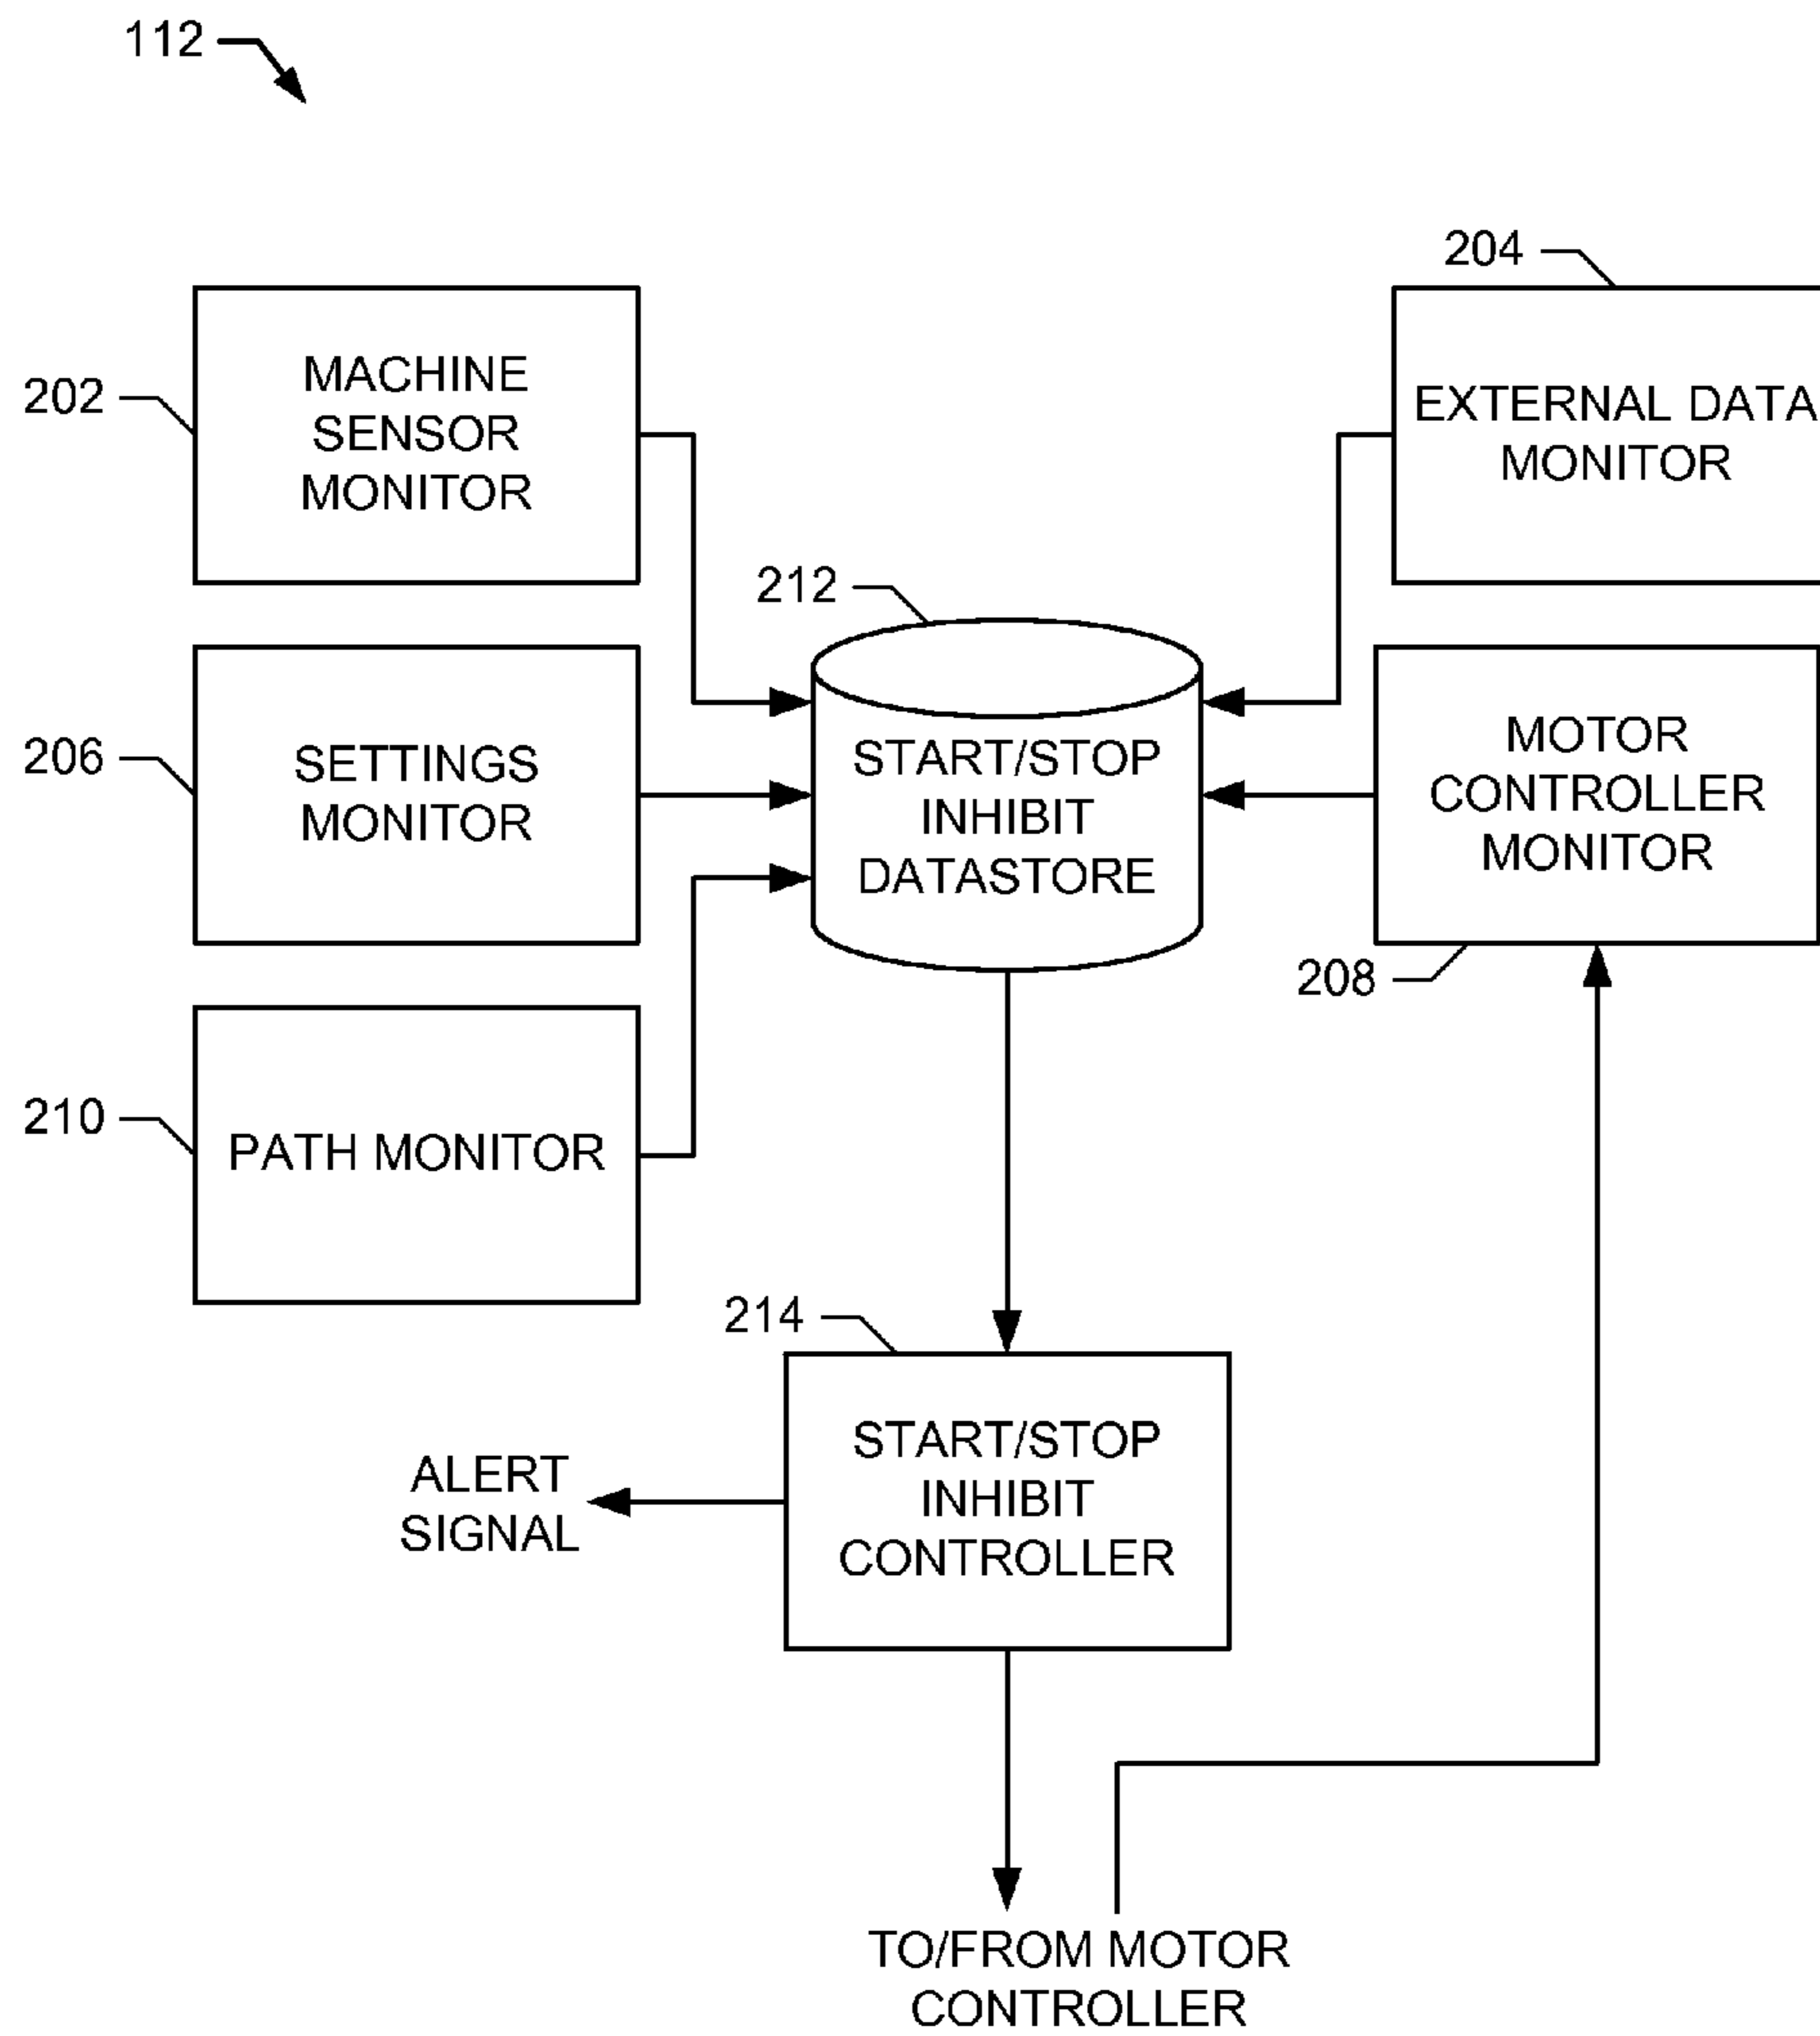 112
204
202
MACHINE
SENSOR
MONITOR
EXTERNAL DATA
MONITOR
212
206
SETTINGS
MONITOR
START/STOP
INHIBIT
DATASTORE
MOTOR
CONTROLLER
MONITOR
208
210
PATH MONITOR
214
START/STOP
INHIBIT
CONTROLLER
ALERT
SIGNAL
TO/FROM MOTOR
CONTROLLER